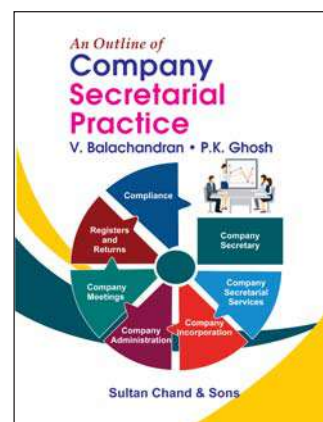 An Outline of
Company
Secretarial
Practice
V. Balachandran • P.K. Ghosh
Compliance
Company
Secretary
Registers
and
Returns
Company
Secretarial
Services
Company
Meetings
Company
Incorporation
Company
Administration
Sultan Chand & Sons